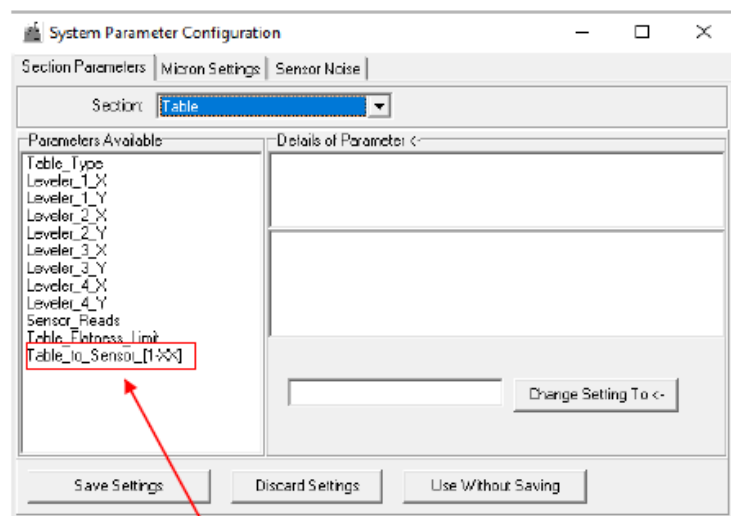 System Parameter Configuration
Section Parameters Micron Settings Sensor Noise
Section: Table
Parameters Available
Details of Parameter <-
Table_Type
Leveler_1_X
Leveler_1_Y
Leveler_2_X
Leveler_2_Y
Leveler_3_X
Leveler_3_Y
Leveler_4_X
Leveler_4_Y
Sensor_Reads
Table_Flatness_Limit
Table_to_Sensor_[1-XX]
Change Setting To <-
Save Settings Discard Settings Use Without Saving